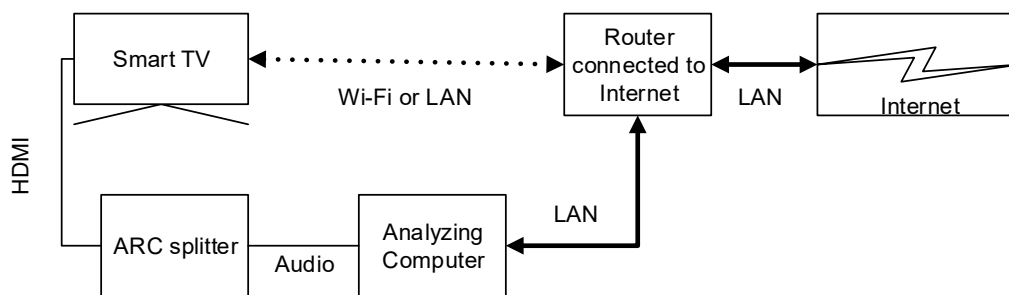 Smart TV
Wi-Fi or LAN
Router
connected to
Internet
LAN
Internet
HDMI
ARC splitter
Audio
Analyzing
Computer
LAN